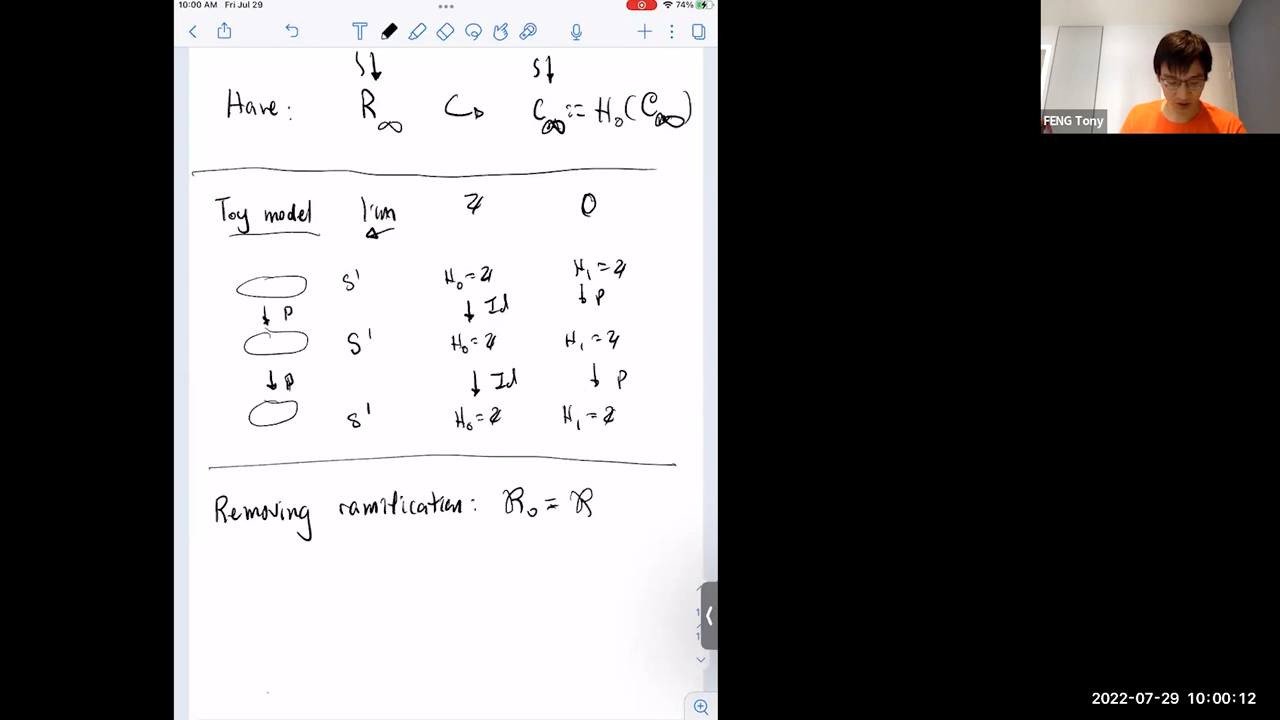 10:00 AM Fri Jul 29
74%
FENG Tony
S↓ S↓
Have: R∞ ↪ C∞ := H₀(C∞)
Toy model lim ← ℤ 0
S¹ H₀ = ℤ H₁ = ℤ
↓ p ↓ Id ↓ p
S¹ H₀ = ℤ H₁ = ℤ
↓ p ↓ Id ↓ p
S¹ H₀ = ℤ H₁ = ℤ
Removing ramification: R₀ = R
2022-07-29 10:00:12